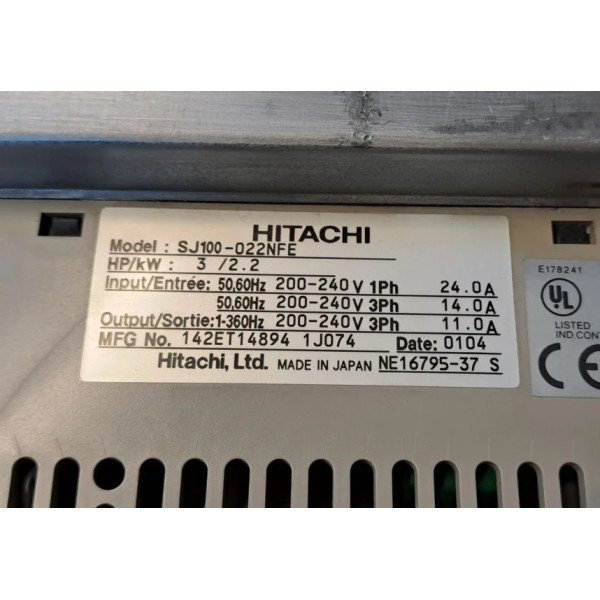 HITACHI
Model : SJ100-022NFE
HP/kW : 3 /2.2
Input/Entrée: 50,60Hz 200-240V 1Ph 24.0A
50,60Hz 200-240V 3Ph 14.0A
Output/Sortie:1-360Hz 200-240V 3Ph 11.0A
MFG No. 142ET14894 1J074 Date: 0104
Hitachi, Ltd. MADE IN JAPAN NE16795-37 S
E178241
UL
LISTED
IND.CONT
CE